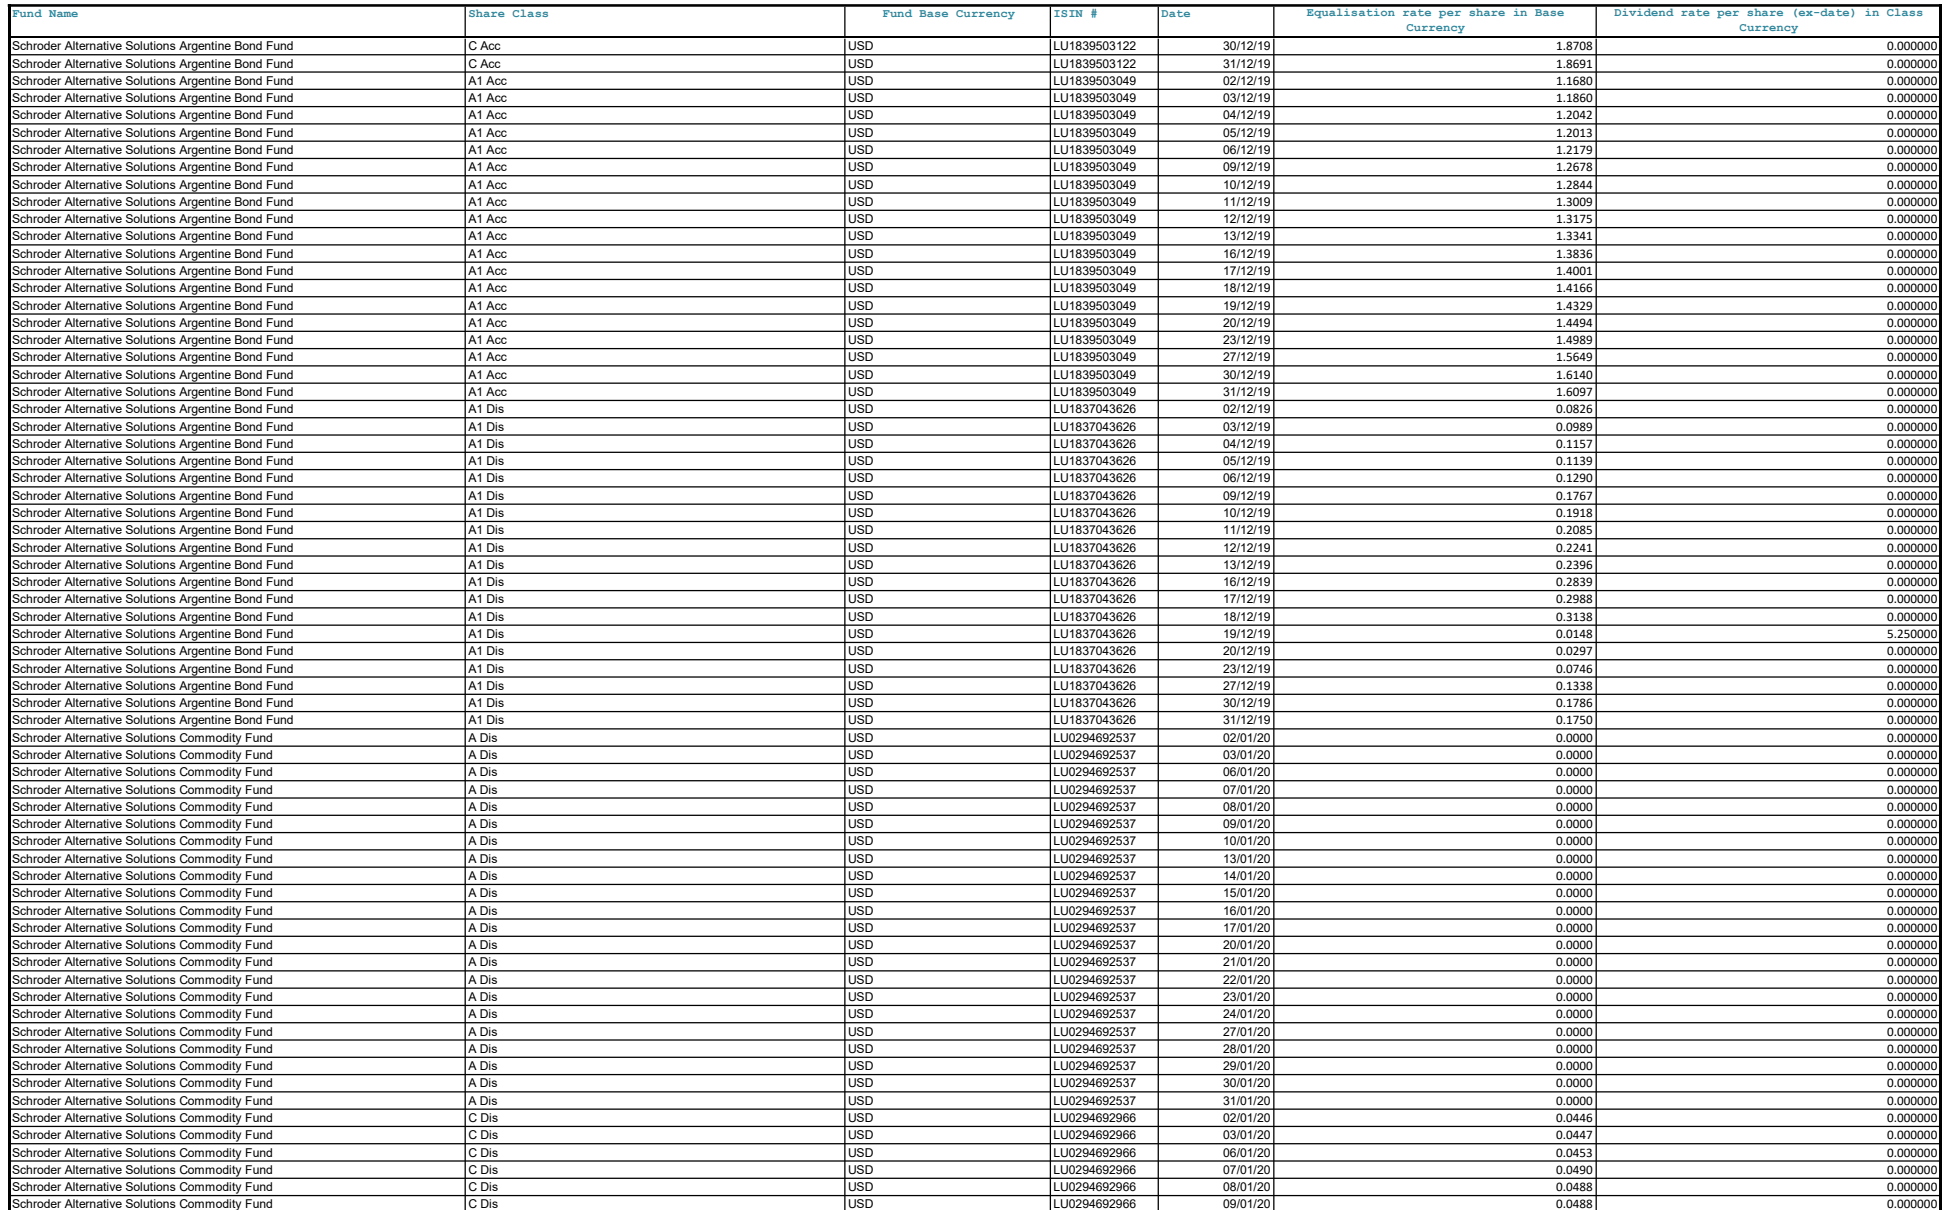 Fund Name Share Class Fund Base Currency ISIN # Date Equalisation rate per share in Base Currency Dividend rate per share (ex-date) in Class Currency
Schroder Alternative Solutions Argentine Bond Fund C Acc USD LU1839503122 30/12/19 1.8708 0.000000
Schroder Alternative Solutions Argentine Bond Fund C Acc USD LU1839503122 31/12/19 1.8691 0.000000
Schroder Alternative Solutions Argentine Bond Fund A1 Acc USD LU1839503049 02/12/19 1.1680 0.000000
Schroder Alternative Solutions Argentine Bond Fund A1 Acc USD LU1839503049 03/12/19 1.1860 0.000000
Schroder Alternative Solutions Argentine Bond Fund A1 Acc USD LU1839503049 04/12/19 1.2042 0.000000
Schroder Alternative Solutions Argentine Bond Fund A1 Acc USD LU1839503049 05/12/19 1.2013 0.000000
Schroder Alternative Solutions Argentine Bond Fund A1 Acc USD LU1839503049 06/12/19 1.2179 0.000000
Schroder Alternative Solutions Argentine Bond Fund A1 Acc USD LU1839503049 09/12/19 1.2678 0.000000
Schroder Alternative Solutions Argentine Bond Fund A1 Acc USD LU1839503049 10/12/19 1.2844 0.000000
Schroder Alternative Solutions Argentine Bond Fund A1 Acc USD LU1839503049 11/12/19 1.3009 0.000000
Schroder Alternative Solutions Argentine Bond Fund A1 Acc USD LU1839503049 12/12/19 1.3175 0.000000
Schroder Alternative Solutions Argentine Bond Fund A1 Acc USD LU1839503049 13/12/19 1.3341 0.000000
Schroder Alternative Solutions Argentine Bond Fund A1 Acc USD LU1839503049 16/12/19 1.3836 0.000000
Schroder Alternative Solutions Argentine Bond Fund A1 Acc USD LU1839503049 17/12/19 1.4001 0.000000
Schroder Alternative Solutions Argentine Bond Fund A1 Acc USD LU1839503049 18/12/19 1.4166 0.000000
Schroder Alternative Solutions Argentine Bond Fund A1 Acc USD LU1839503049 19/12/19 1.4329 0.000000
Schroder Alternative Solutions Argentine Bond Fund A1 Acc USD LU1839503049 20/12/19 1.4494 0.000000
Schroder Alternative Solutions Argentine Bond Fund A1 Acc USD LU1839503049 23/12/19 1.4989 0.000000
Schroder Alternative Solutions Argentine Bond Fund A1 Acc USD LU1839503049 27/12/19 1.5649 0.000000
Schroder Alternative Solutions Argentine Bond Fund A1 Acc USD LU1839503049 30/12/19 1.6140 0.000000
Schroder Alternative Solutions Argentine Bond Fund A1 Acc USD LU1839503049 31/12/19 1.6097 0.000000
Schroder Alternative Solutions Argentine Bond Fund A1 Dis USD LU1837043626 02/12/19 0.0826 0.000000
Schroder Alternative Solutions Argentine Bond Fund A1 Dis USD LU1837043626 03/12/19 0.0989 0.000000
Schroder Alternative Solutions Argentine Bond Fund A1 Dis USD LU1837043626 04/12/19 0.1157 0.000000
Schroder Alternative Solutions Argentine Bond Fund A1 Dis USD LU1837043626 05/12/19 0.1139 0.000000
Schroder Alternative Solutions Argentine Bond Fund A1 Dis USD LU1837043626 06/12/19 0.1290 0.000000
Schroder Alternative Solutions Argentine Bond Fund A1 Dis USD LU1837043626 09/12/19 0.1767 0.000000
Schroder Alternative Solutions Argentine Bond Fund A1 Dis USD LU1837043626 10/12/19 0.1918 0.000000
Schroder Alternative Solutions Argentine Bond Fund A1 Dis USD LU1837043626 11/12/19 0.2085 0.000000
Schroder Alternative Solutions Argentine Bond Fund A1 Dis USD LU1837043626 12/12/19 0.2241 0.000000
Schroder Alternative Solutions Argentine Bond Fund A1 Dis USD LU1837043626 13/12/19 0.2396 0.000000
Schroder Alternative Solutions Argentine Bond Fund A1 Dis USD LU1837043626 16/12/19 0.2839 0.000000
Schroder Alternative Solutions Argentine Bond Fund A1 Dis USD LU1837043626 17/12/19 0.2988 0.000000
Schroder Alternative Solutions Argentine Bond Fund A1 Dis USD LU1837043626 18/12/19 0.3138 0.000000
Schroder Alternative Solutions Argentine Bond Fund A1 Dis USD LU1837043626 19/12/19 0.0148 5.250000
Schroder Alternative Solutions Argentine Bond Fund A1 Dis USD LU1837043626 20/12/19 0.0297 0.000000
Schroder Alternative Solutions Argentine Bond Fund A1 Dis USD LU1837043626 23/12/19 0.0746 0.000000
Schroder Alternative Solutions Argentine Bond Fund A1 Dis USD LU1837043626 27/12/19 0.1338 0.000000
Schroder Alternative Solutions Argentine Bond Fund A1 Dis USD LU1837043626 30/12/19 0.1786 0.000000
Schroder Alternative Solutions Argentine Bond Fund A1 Dis USD LU1837043626 31/12/19 0.1750 0.000000
Schroder Alternative Solutions Commodity Fund A Dis USD LU0294692537 02/01/20 0.0000 0.000000
Schroder Alternative Solutions Commodity Fund A Dis USD LU0294692537 03/01/20 0.0000 0.000000
Schroder Alternative Solutions Commodity Fund A Dis USD LU0294692537 06/01/20 0.0000 0.000000
Schroder Alternative Solutions Commodity Fund A Dis USD LU0294692537 07/01/20 0.0000 0.000000
Schroder Alternative Solutions Commodity Fund A Dis USD LU0294692537 08/01/20 0.0000 0.000000
Schroder Alternative Solutions Commodity Fund A Dis USD LU0294692537 09/01/20 0.0000 0.000000
Schroder Alternative Solutions Commodity Fund A Dis USD LU0294692537 10/01/20 0.0000 0.000000
Schroder Alternative Solutions Commodity Fund A Dis USD LU0294692537 13/01/20 0.0000 0.000000
Schroder Alternative Solutions Commodity Fund A Dis USD LU0294692537 14/01/20 0.0000 0.000000
Schroder Alternative Solutions Commodity Fund A Dis USD LU0294692537 15/01/20 0.0000 0.000000
Schroder Alternative Solutions Commodity Fund A Dis USD LU0294692537 16/01/20 0.0000 0.000000
Schroder Alternative Solutions Commodity Fund A Dis USD LU0294692537 17/01/20 0.0000 0.000000
Schroder Alternative Solutions Commodity Fund A Dis USD LU0294692537 20/01/20 0.0000 0.000000
Schroder Alternative Solutions Commodity Fund A Dis USD LU0294692537 21/01/20 0.0000 0.000000
Schroder Alternative Solutions Commodity Fund A Dis USD LU0294692537 22/01/20 0.0000 0.000000
Schroder Alternative Solutions Commodity Fund A Dis USD LU0294692537 23/01/20 0.0000 0.000000
Schroder Alternative Solutions Commodity Fund A Dis USD LU0294692537 24/01/20 0.0000 0.000000
Schroder Alternative Solutions Commodity Fund A Dis USD LU0294692537 27/01/20 0.0000 0.000000
Schroder Alternative Solutions Commodity Fund A Dis USD LU0294692537 28/01/20 0.0000 0.000000
Schroder Alternative Solutions Commodity Fund A Dis USD LU0294692537 29/01/20 0.0000 0.000000
Schroder Alternative Solutions Commodity Fund A Dis USD LU0294692537 30/01/20 0.0000 0.000000
Schroder Alternative Solutions Commodity Fund A Dis USD LU0294692537 31/01/20 0.0000 0.000000
Schroder Alternative Solutions Commodity Fund C Dis USD LU0294692966 02/01/20 0.0446 0.000000
Schroder Alternative Solutions Commodity Fund C Dis USD LU0294692966 03/01/20 0.0447 0.000000
Schroder Alternative Solutions Commodity Fund C Dis USD LU0294692966 06/01/20 0.0453 0.000000
Schroder Alternative Solutions Commodity Fund C Dis USD LU0294692966 07/01/20 0.0490 0.000000
Schroder Alternative Solutions Commodity Fund C Dis USD LU0294692966 08/01/20 0.0488 0.000000
Schroder Alternative Solutions Commodity Fund C Dis USD LU0294692966 09/01/20 0.0488 0.000000